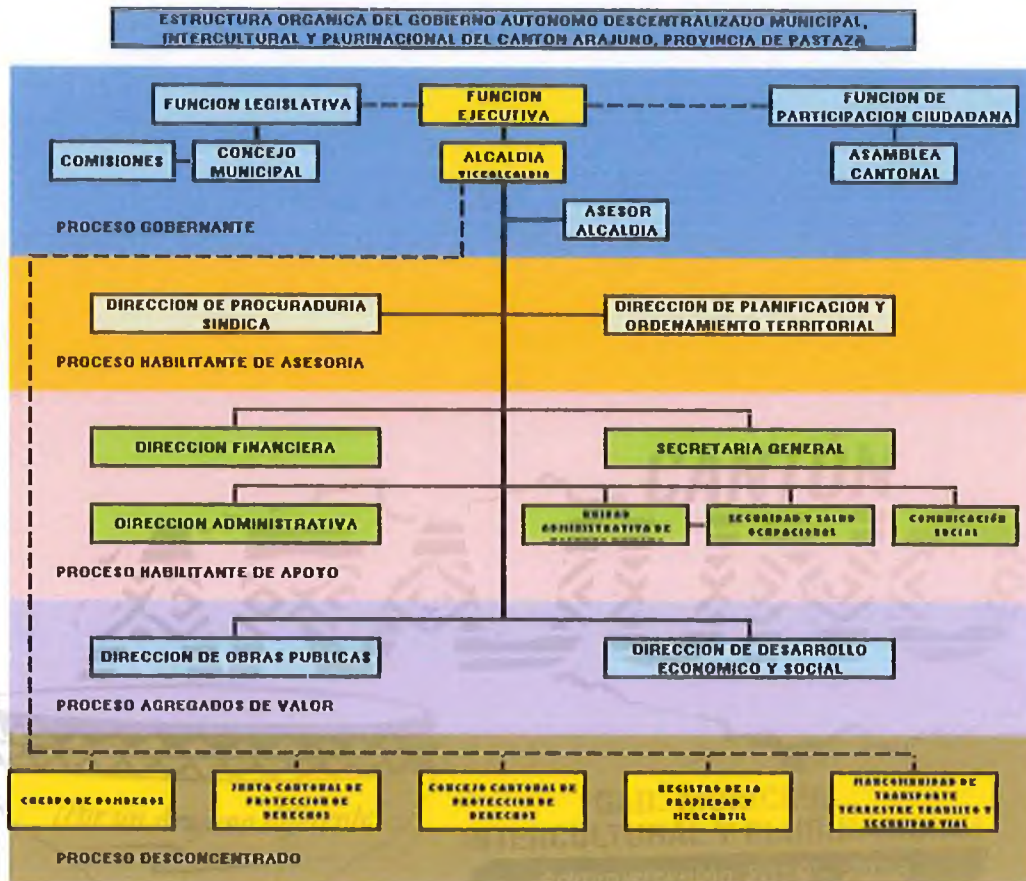 ESTRUCTURA ORGANICA DEL GOBIERNO AUTONOMO DESCENTRALIZADO MUNICIPAL,
INTERCULTURAL Y PLURINACIONAL DEL CANTON ARAJUNO, PROVINCIA DE PASTAZA
FUNCION LEGISLATIVA
FUNCION
EJECUTIVA
FUNCION DE
PARTICIPACION CIUDADANA
COMISIONES
CONCEJO
MUNICIPAL
ALCALDIA
VICEALCALDIA
ASAMBLEA
CANTONAL
ASESOR
ALCALDIA
PROCESO GOBERNANTE
DIRECCION DE PROCURADURIA
SINDICA
DIRECCION DE PLANIFICACION Y
ORDENAMIENTO TERRITORIAL
PROCESO HABILITANTE DE ASESORIA
DIRECCION FINANCIERA
SECRETARIA GENERAL
DIRECCION ADMINISTRATIVA
UNIDAD
ADMINISTRATIVA DE
SEGURIDAD Y SALUD
OCUPACIONAL
COMUNICACIÓN
SOCIAL
PROCESO HABILITANTE DE APOYO
DIRECCION DE OBRAS PUBLICAS
DIRECCION DE DESARROLLO
ECONOMICO Y SOCIAL
PROCESO AGREGADOS DE VALOR
CUERPO DE BOMBEROS
JUNTA CANTONAL DE
PROTECCION DE
DERECHOS
CONCEJO CANTONAL DE
PROTECCION DE
DERECHOS
REGISTRO DE LA
PROPIEDAD Y
MERCANTIL
MANCOMUNIDAD DE
TRANSPORTE
TERRESTRE TRANSITO Y
SEGURIDAD VIAL
PROCESO DESCONCENTRADO